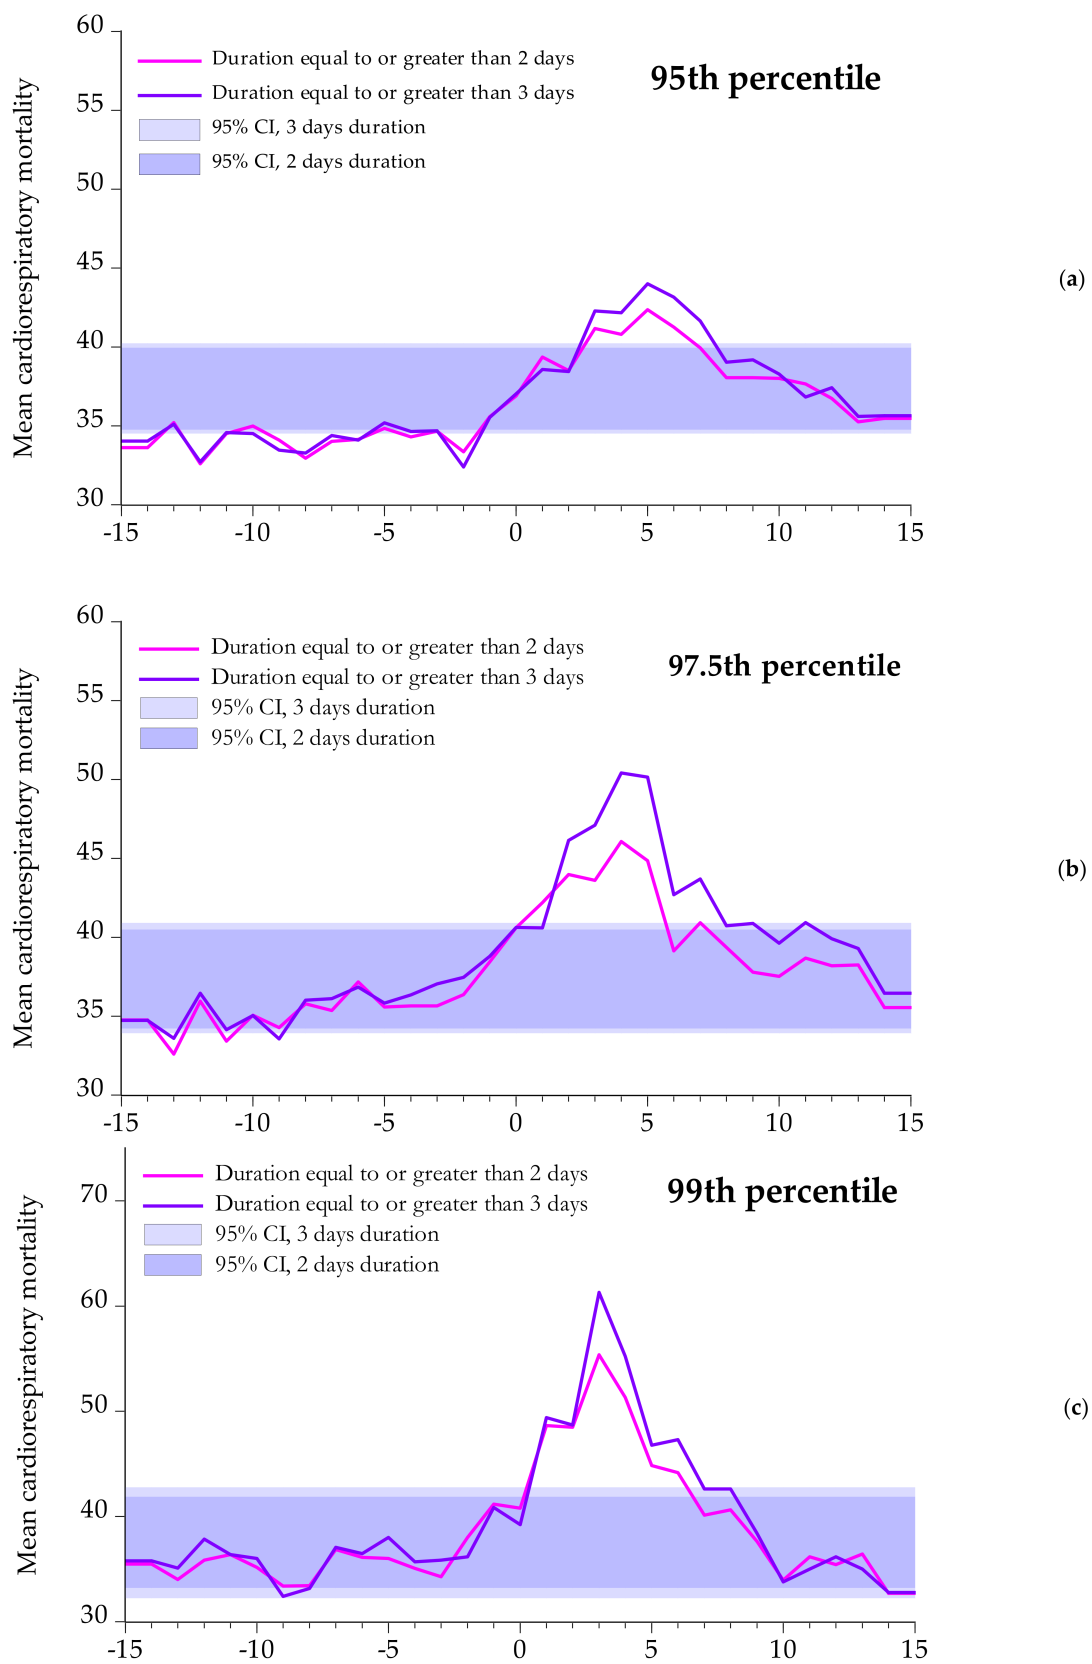 60
Duration equal to or greater than 2 days
95th percentile
Duration equal to or greater than 3 days
55
95% CI, 3 days duration
95% CI, 2 days duration
50
Mean cardiorespiratory mortality
45
(a)
40
35
30
-15 -10 -5 0 5 10 15
60
Duration equal to or greater than 2 days
97.5th percentile
Duration equal to or greater than 3 days
55
95% CI, 3 days duration
95% CI, 2 days duration
50
Mean cardiorespiratory mortality
45
(b)
40
35
30
-15 -10 -5 0 5 10 15
Duration equal to or greater than 2 days
99th percentile
70
Duration equal to or greater than 3 days
95% CI, 3 days duration
95% CI, 2 days duration
60
Mean cardiorespiratory mortality
50
(c)
40
30
-15 -10 -5 0 5 10 15